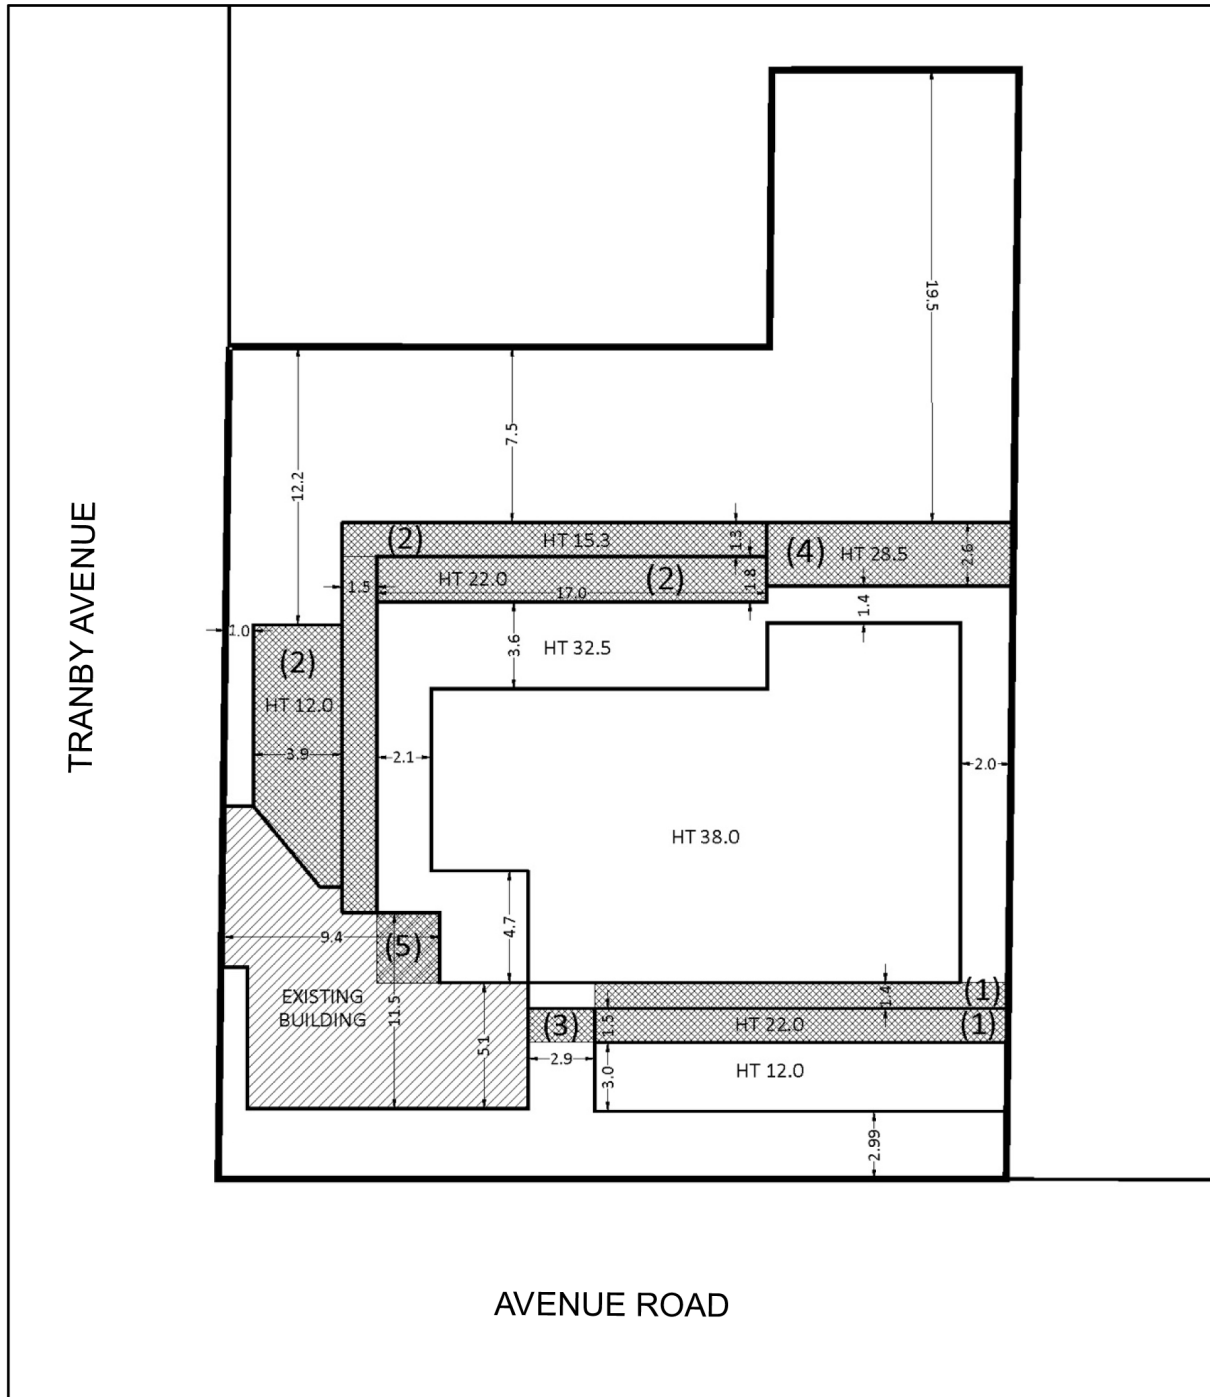 19.5
7.5
12.2
(2)
HT 15.3
1.3
(4)
HT 28.5
2.6
1.5
HT 22.0
(2)
1.8
17.0
1.4
1.0
3.6
HT 32.5
(2)
HT 12.0
TRANBY AVENUE
3.9
2.1
2.0
HT 38.0
4.7
9.4
(5)
EXISTING
BUILDING
11.5
5.1
1.4
(1)
(3)
1.5
HT 22.0
(1)
2.9
3.0
HT 12.0
2.99
AVENUE ROAD